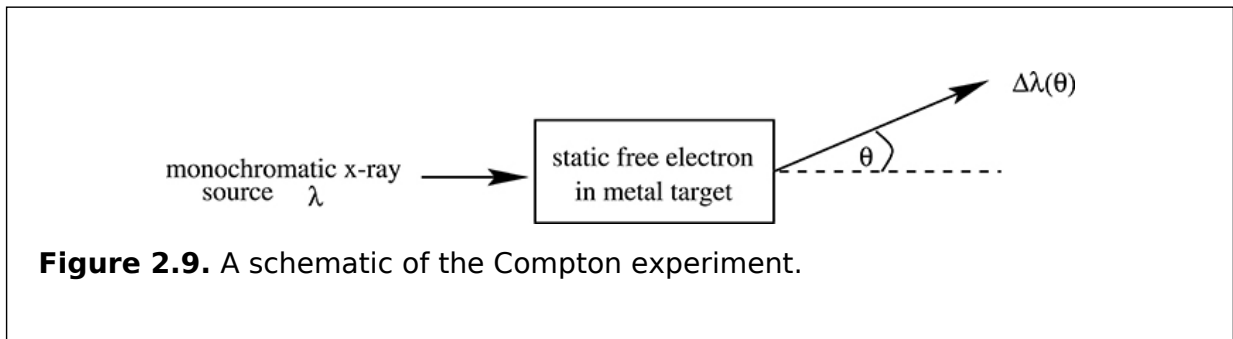 monochromatic x-ray
source λ
static free electron
in metal target
θ
Δλ(θ)
Figure 2.9. A schematic of the Compton experiment.